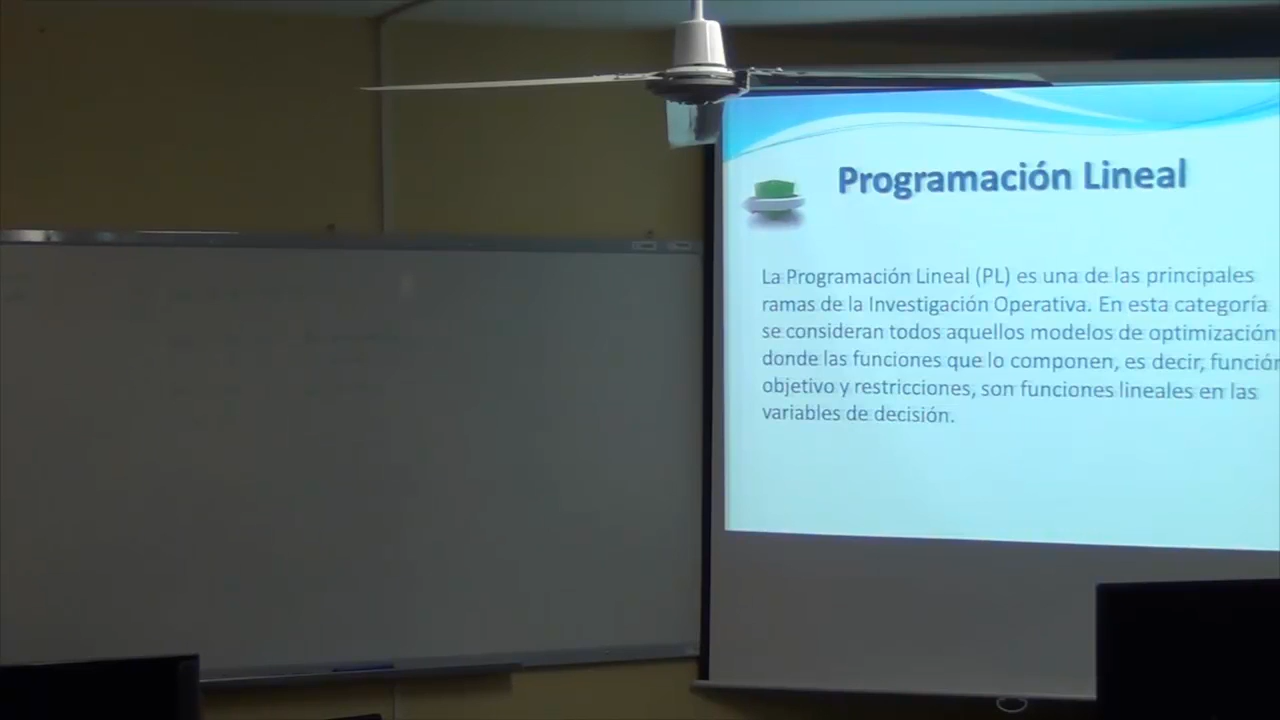 Programación Lineal
La Programación Lineal (PL) es una de las principales
ramas de la Investigación Operativa. En esta categoría
se consideran todos aquellos modelos de optimización
donde las funciones que lo componen, es decir, función
objetivo y restricciones, son funciones lineales en las
variables de decisión.